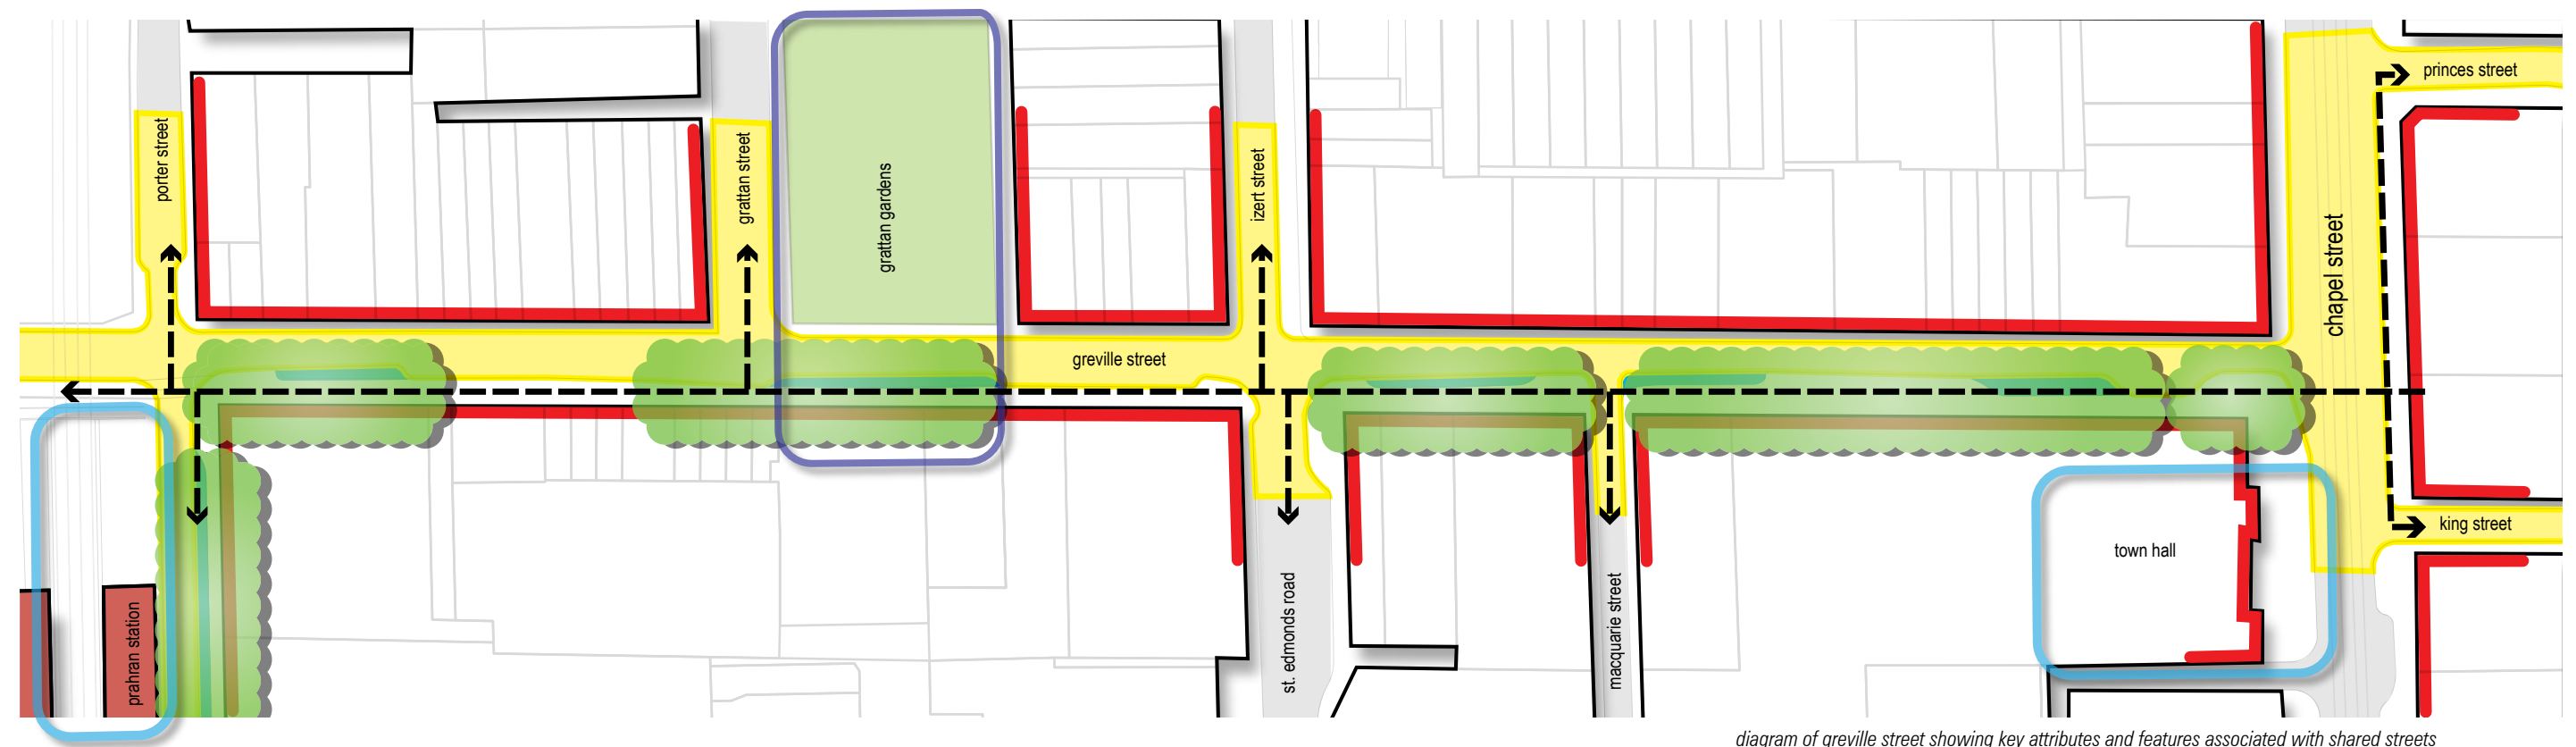 princes street
porter street
grattan street
izert street
grattan gardens
chapel street
greville street
king street
town hall
prahran station
st. edmonds road
macquarie street
diagram of greville street showing key attributes and features associated with shared streets